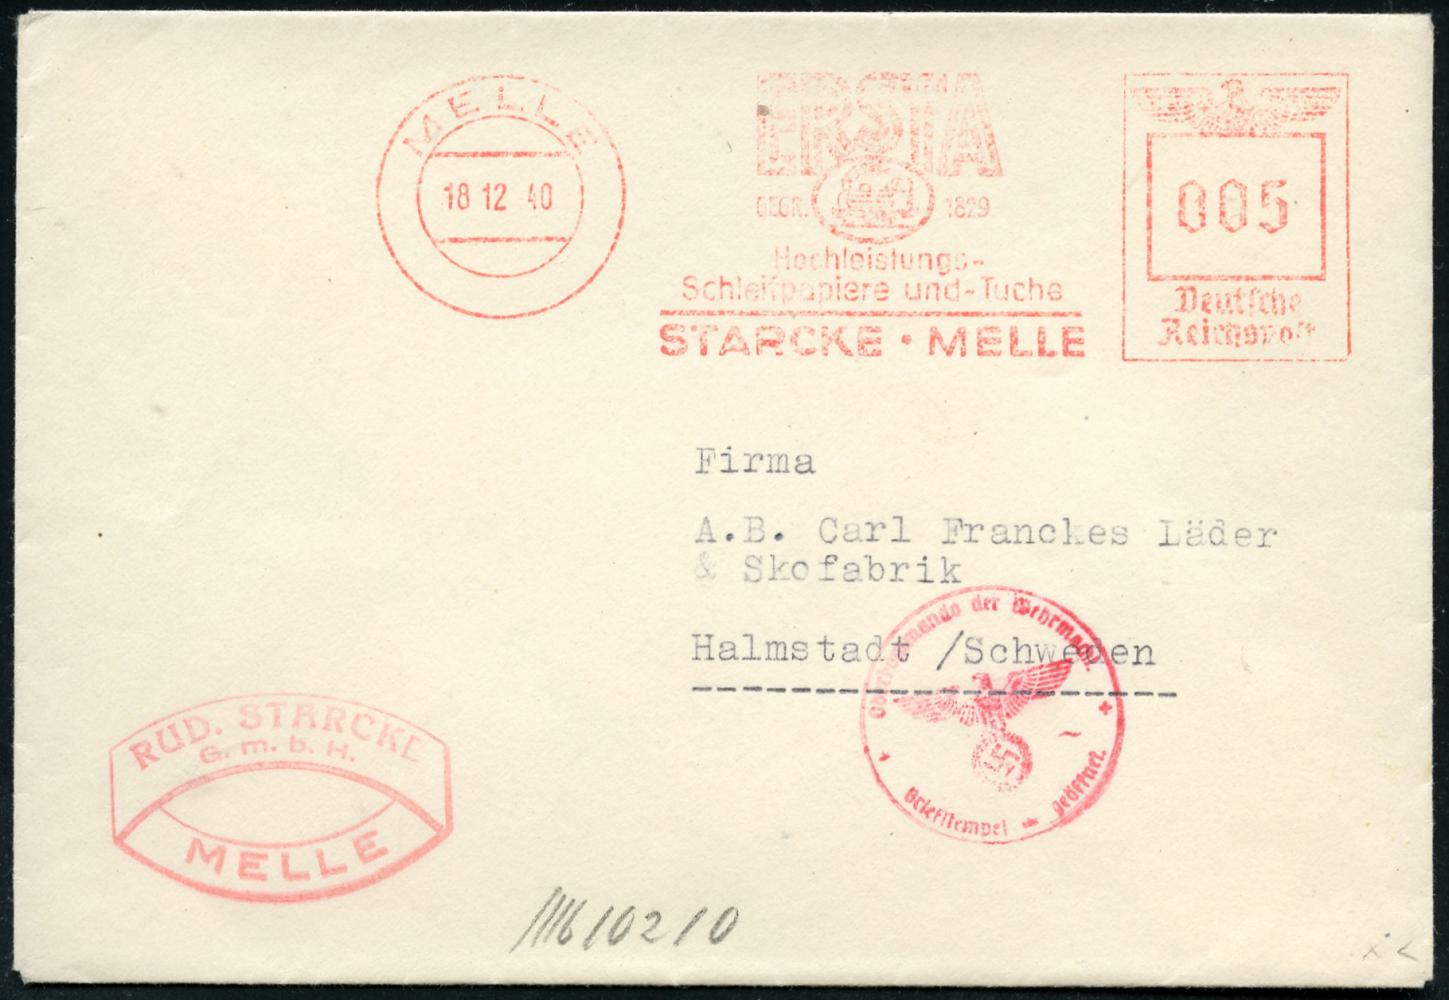 MELLE
18 12 40
ERSTA
GEGR. 1829
Hochleistungs-
Schleifpapiere und-Tuche
STARCKE • MELLE
005
Deutsche
Reichspost
Firma
A.B. Carl Franckes Läder
& Skofabrik
Halmstadt /Schweden
Oberkommando der Wehrmacht
Briefstempel geöffnet
RUD. STARCKE
G. m. b. H.
MELLE
10210